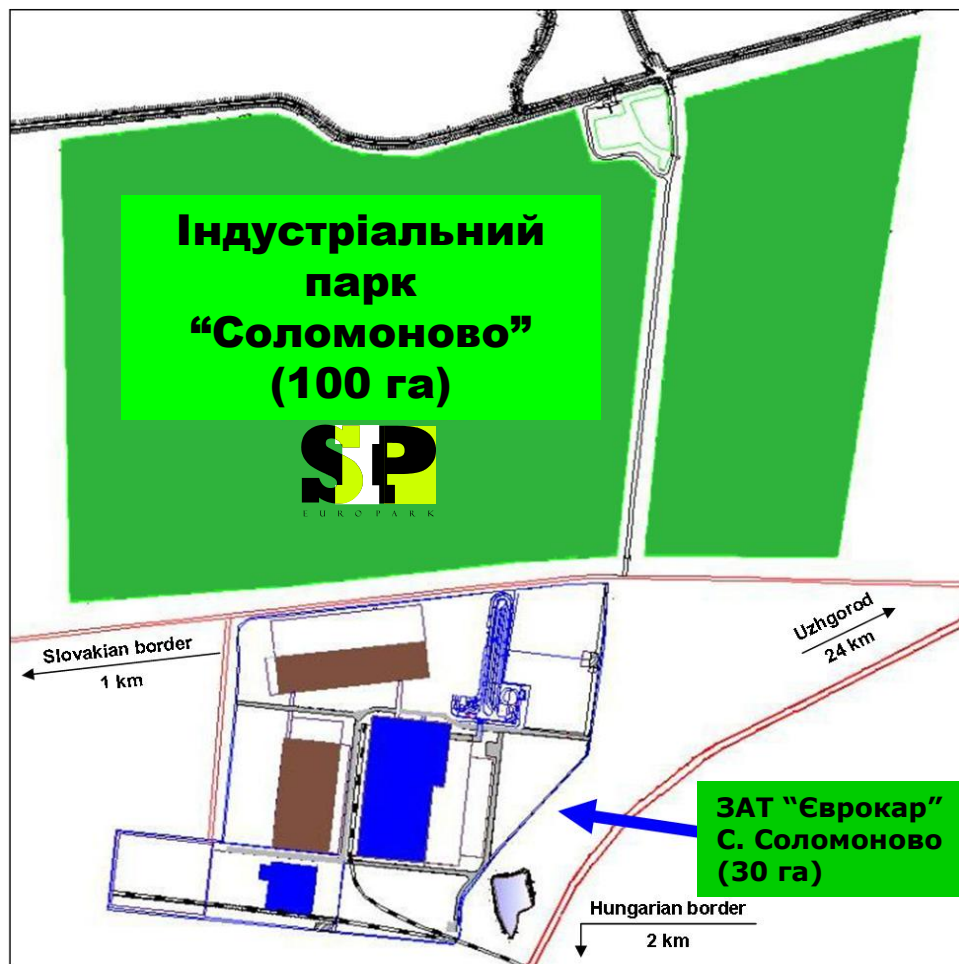 Індустріальний
парк
“Соломоново”
(100 га)
SIP
EUROPARK
Slovakian border
1 km
Uzhgorod
24 km
ЗАТ “Єврокар”
С. Соломоново
(30 га)
Hungarian border
2 km